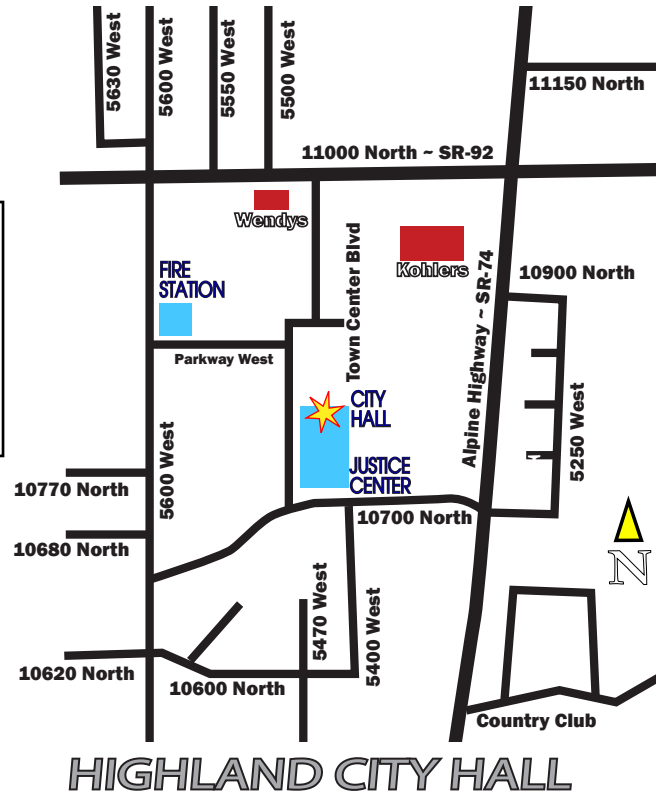 5630 West
5600 West
5550 West
5500 West
11150 North
11000 North ~ SR-92
Wendys
Town Center Blvd
Kohlers
Alpine Highway ~ SR-74
10900 North
FIRE
STATION
Parkway West
CITY
HALL
JUSTICE
CENTER
5250 West
5600 West
10770 North
10700 North
10680 North
N
5470 West
5400 West
10620 North
10600 North
Country Club
HIGHLAND CITY HALL